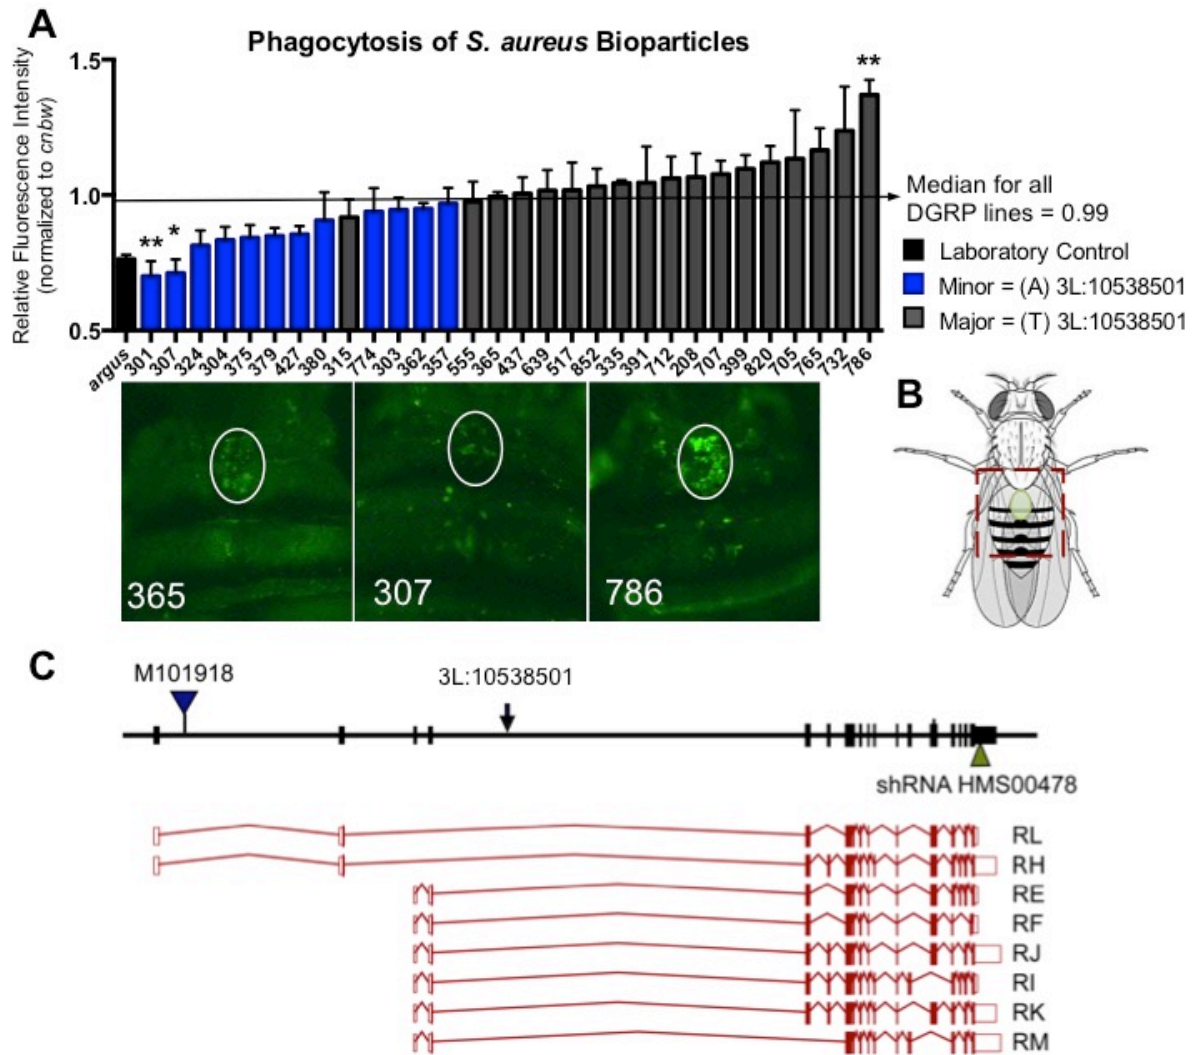 A
Phagocytosis of S. aureus Bioparticles
Relative Fluorescence Intensity
(normalized to cnbw)
1.5
1.0
0.5
**
*
**
Median for all
DGRP lines = 0.99
Laboratory Control
Minor = (A) 3L:10538501
Major = (T) 3L:10538501
argus 301 307 324 304 375 379 427 380 315 774 303 362 357 555 365 437 639 517 852 335 391 712 208 707 399 820 705 765 732 786
365
307
786
B
C
M101918
3L:10538501
shRNA HMS00478
RL
RH
RE
RF
RJ
RI
RK
RM